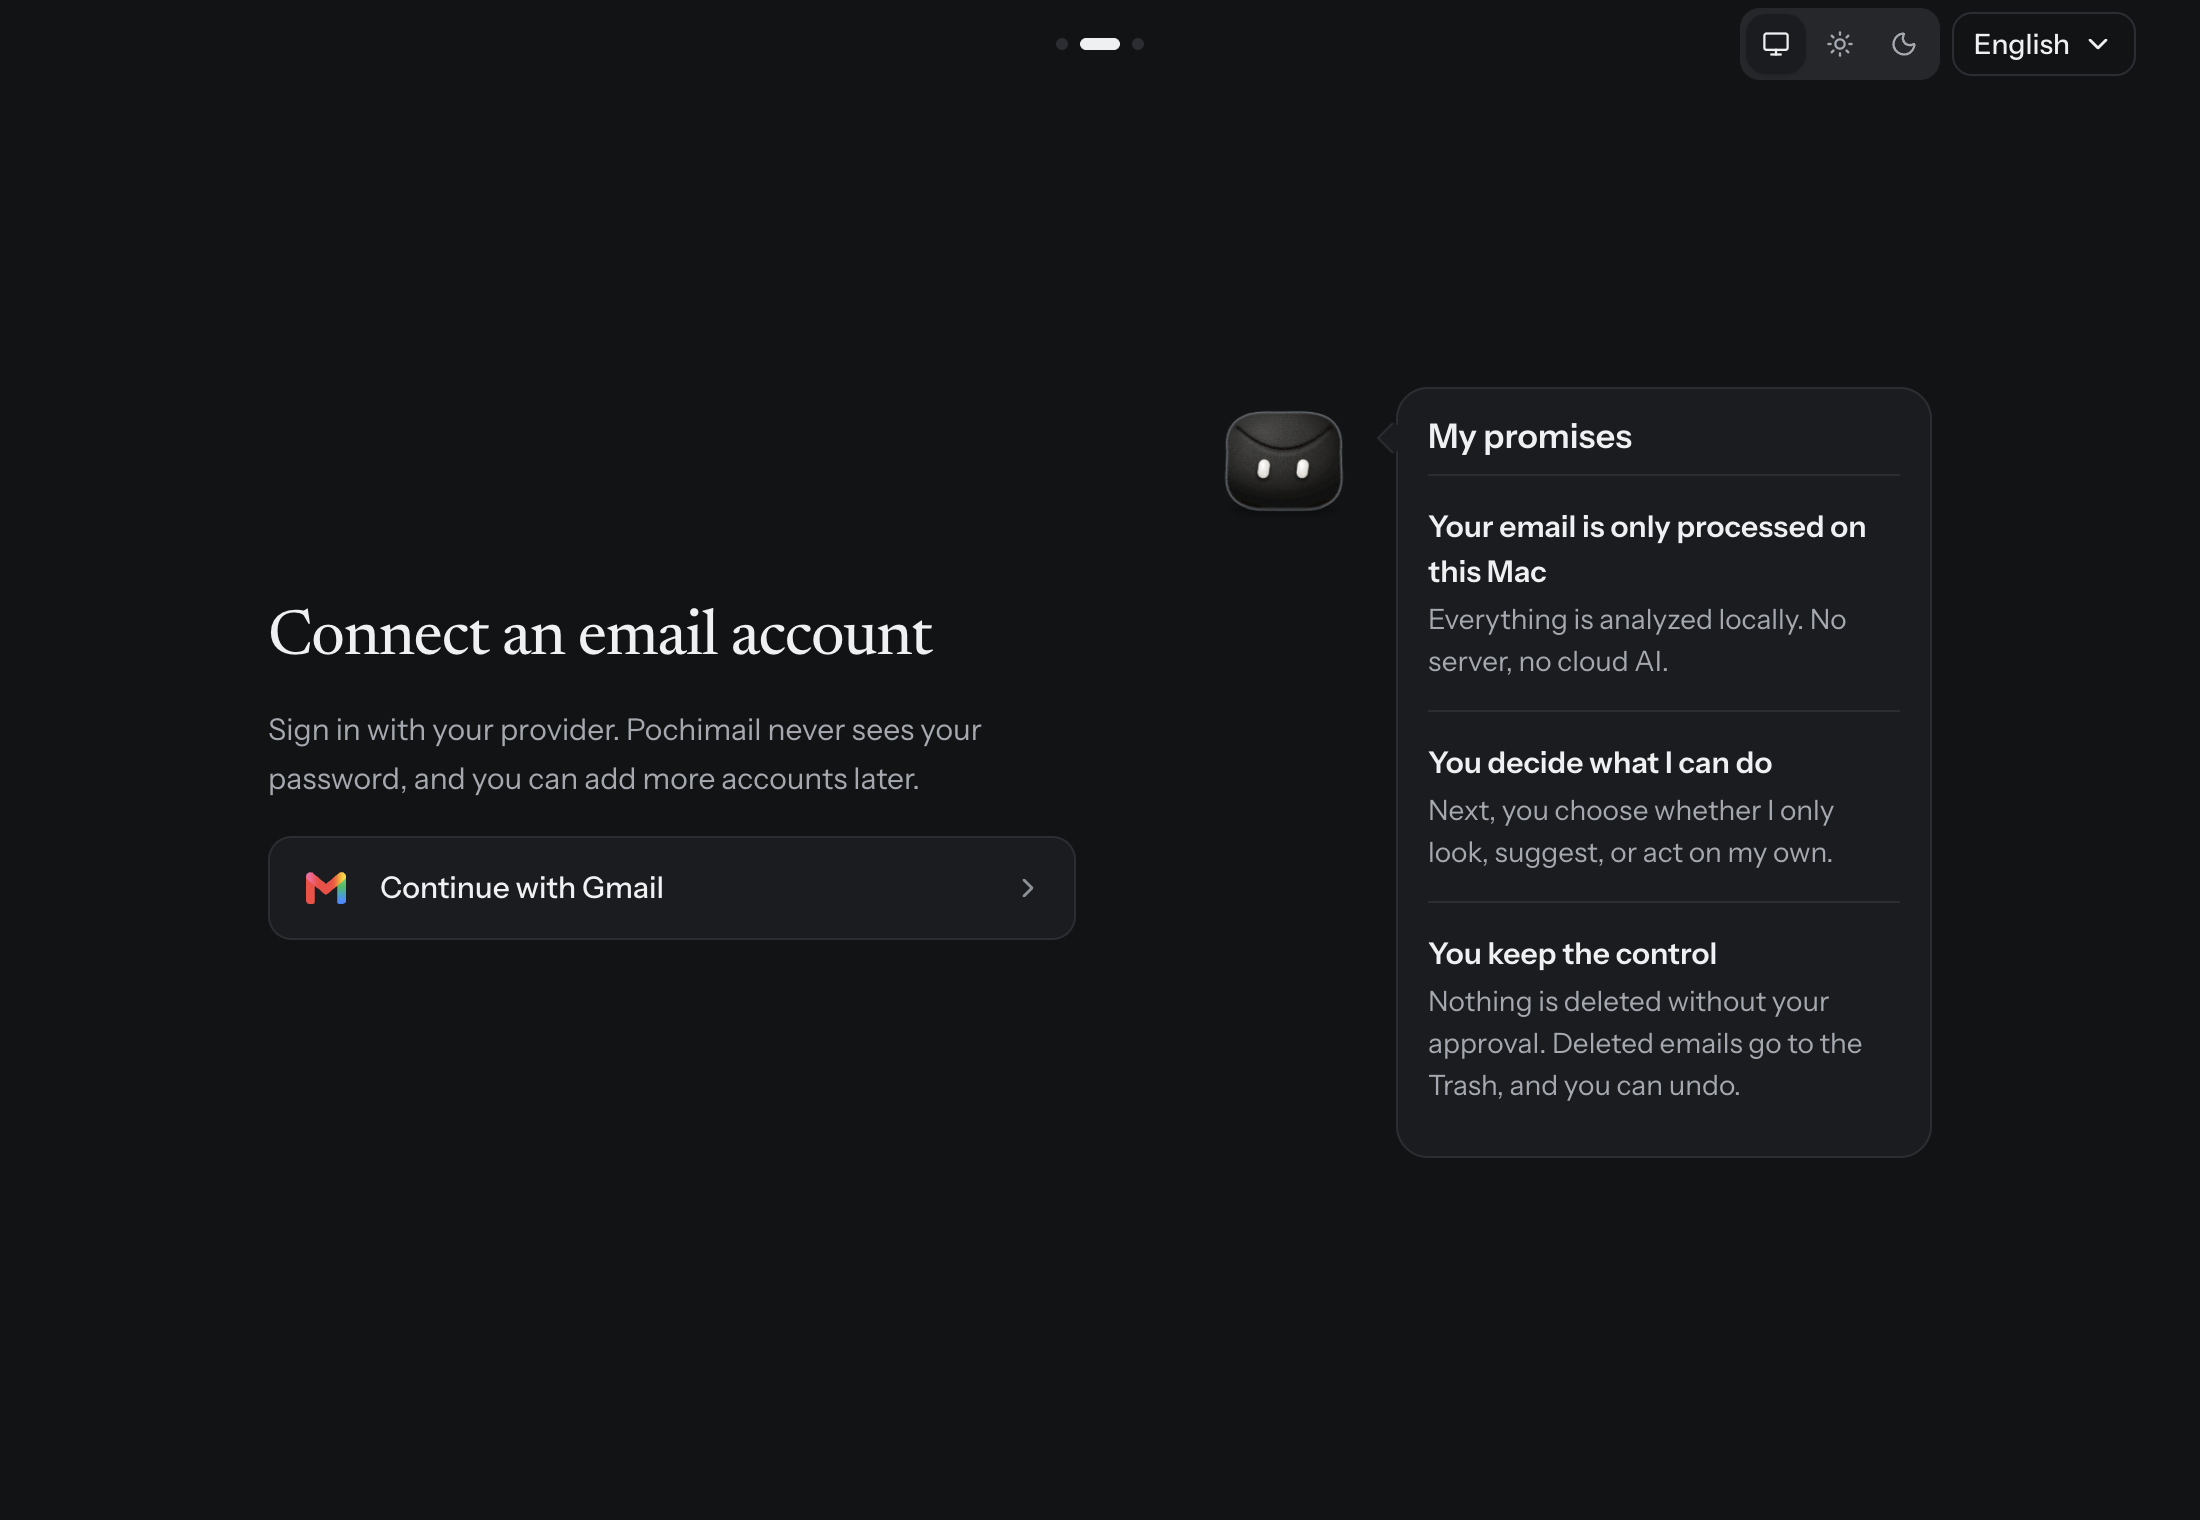 English
Connect an email account
Sign in with your provider. Pochimail never sees your
password, and you can add more accounts later.
Continue with Gmail
My promises
Your email is only processed on
this Mac
Everything is analyzed locally. No
server, no cloud AI.
You decide what I can do
Next, you choose whether I only
look, suggest, or act on my own.
You keep the control
Nothing is deleted without your
approval. Deleted emails go to the
Trash, and you can undo.